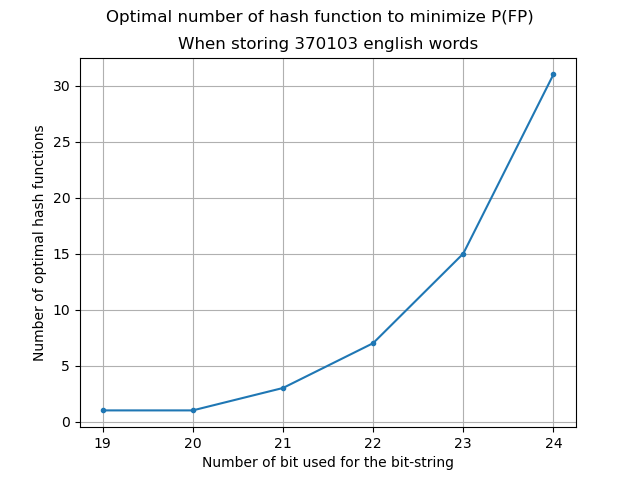 Optimal number of hash function to minimize P(FP)
When storing 370103 english words
Number of optimal hash functions
30
25
20
15
10
5
0
19 20 21 22 23 24
Number of bit used for the bit-string